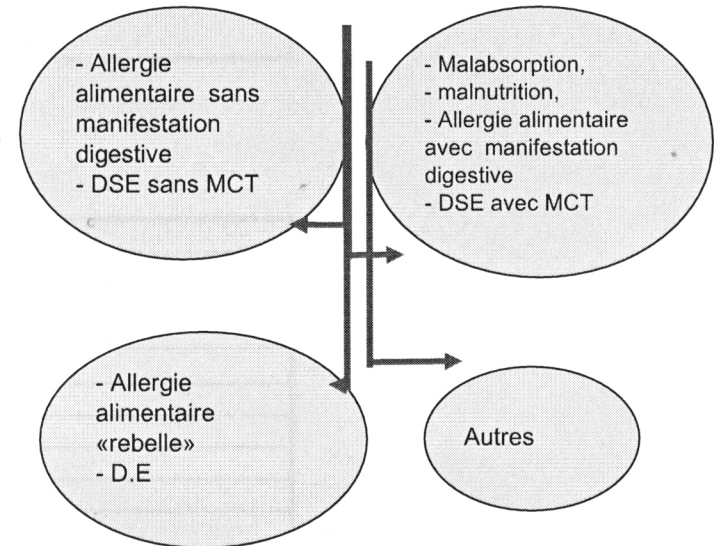 - Allergie
alimentaire sans
manifestation
digestive
- DSE sans MCT
- Malabsorption,
- malnutrition,
- Allergie alimentaire
avec manifestation
digestive
- DSE avec MCT
- Allergie
alimentaire
«rebelle»
- D.E
Autres